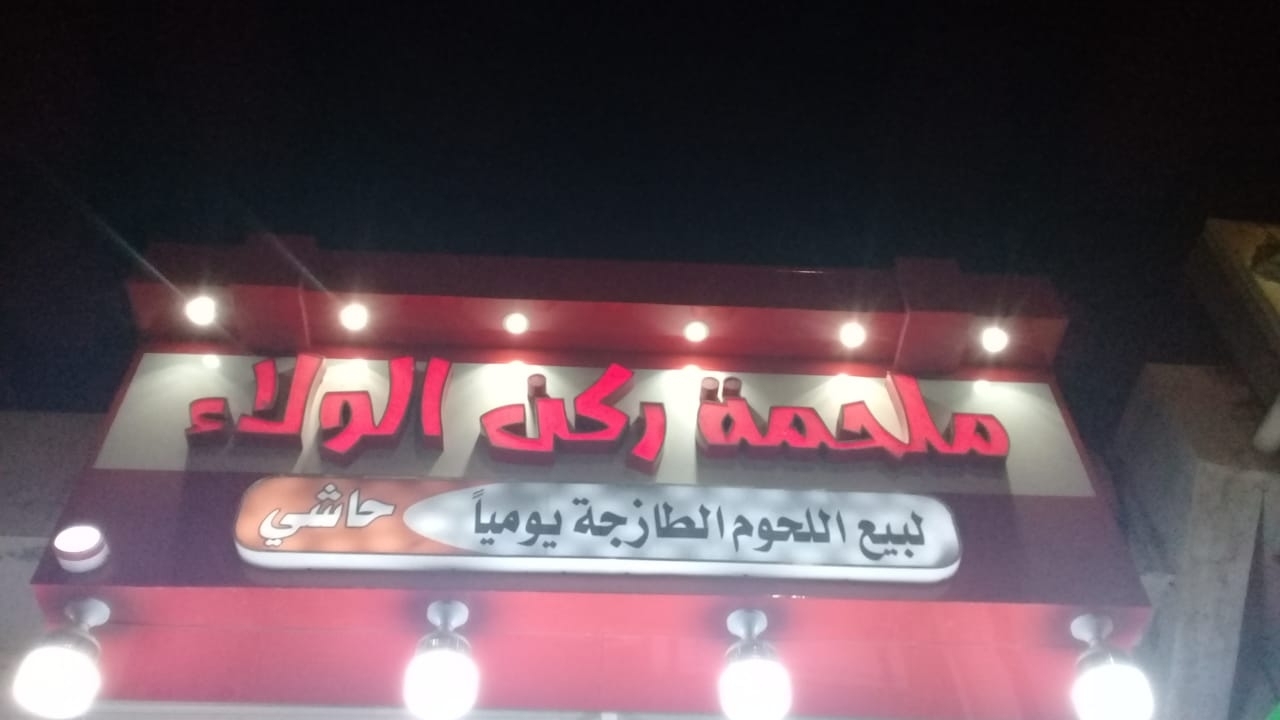 ملحمة ركن الولاء
لبيع اللحوم الطازجة يومياً حاشي